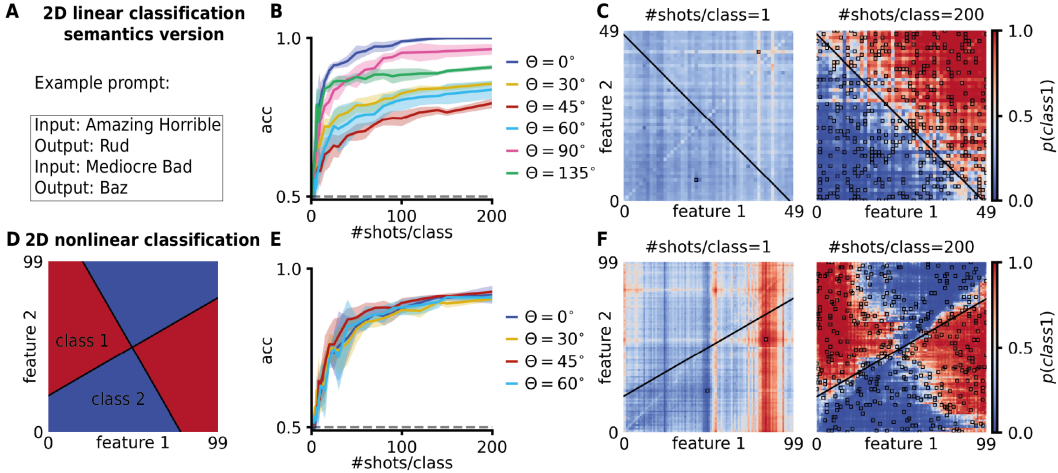 A
2D linear classification
semantics version
Example prompt:
Input: Amazing Horrible
Output: Rud
Input: Mediocre Bad
Output: Baz
B
1.0
acc
0.5
0
100
200
#shots/class
Θ = 0°
Θ = 30°
Θ = 45°
Θ = 60°
Θ = 90°
Θ = 135°
C
#shots/class=1
49
feature 2
0
0
feature 1
49
#shots/class=200
0
feature 1
49
1.0
0.5
0.0
p(class1)
D 2D nonlinear classification
99
feature 2
class 1
class 2
0
0
feature 1
99
E
1.0
acc
0.5
0
100
200
#shots/class
Θ = 0°
Θ = 30°
Θ = 45°
Θ = 60°
F
#shots/class=1
99
feature 2
0
0
feature 1
99
#shots/class=200
0
feature 1
99
1.0
0.5
0.0
p(class1)